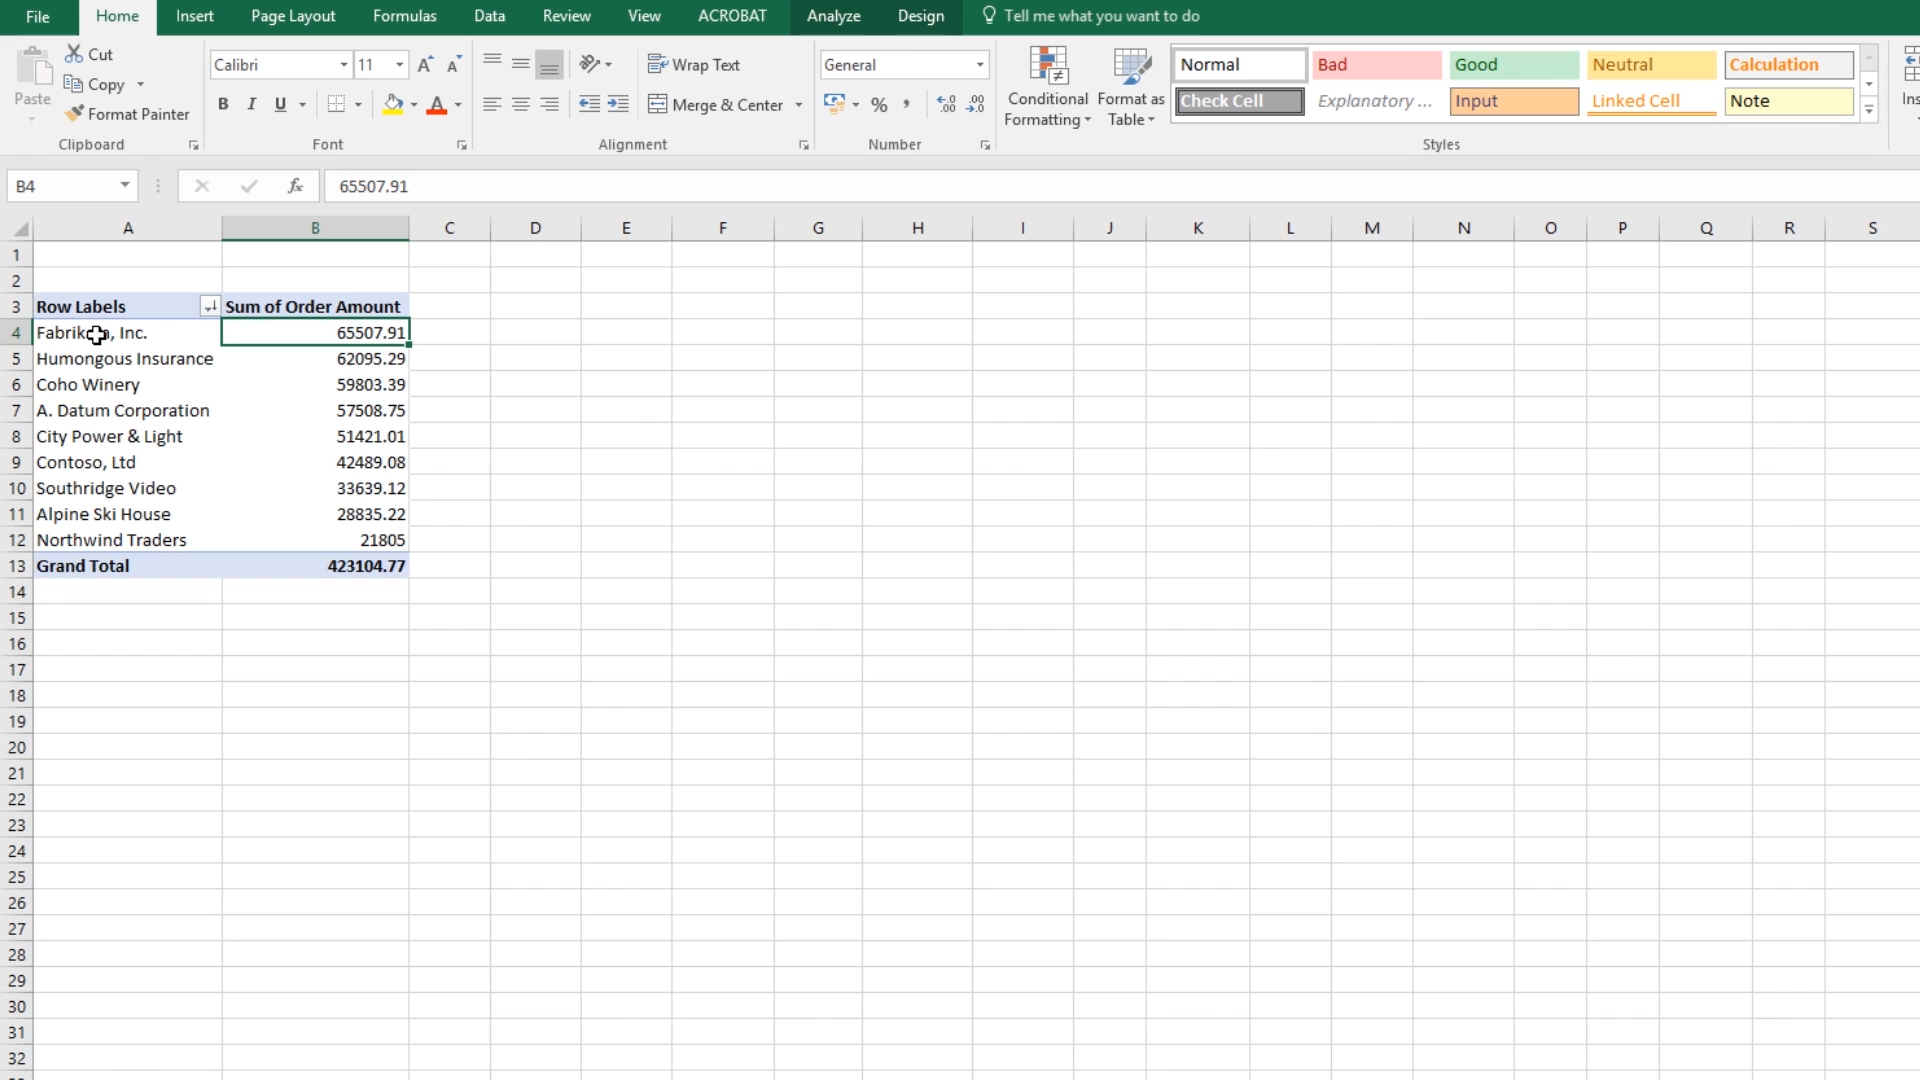 File Home Insert Page Layout Formulas Data Review View ACROBAT Analyze Design Tell me what you want to do
Paste
Cut
Copy
Format Painter
Clipboard
Calibri 11
B I U
Font
Wrap Text
Merge & Center
Alignment
General
%
Number
Conditional Formatting
Format as Table
Normal Bad Good Neutral Calculation
Check Cell Explanatory ... Input Linked Cell Note
Styles
B4 fx 65507.91
A B C D E F G H I J K L M N O P Q R S
1
2
3 Row Labels Sum of Order Amount
4 Inc. 65507.91
5 Humongous Insurance 62095.29
6 Coho Winery 59803.39
7 A. Datum Corporation 57508.75
8 City Power & Light 51421.01
9 Contoso, Ltd 42489.08
10 Southridge Video 33639.12
11 Alpine Ski House 28835.22
12 Northwind Traders 21805
13 Grand Total 423104.77
14
15
16
17
18
19
20
21
22
23
24
25
26
27
28
29
30
31
32